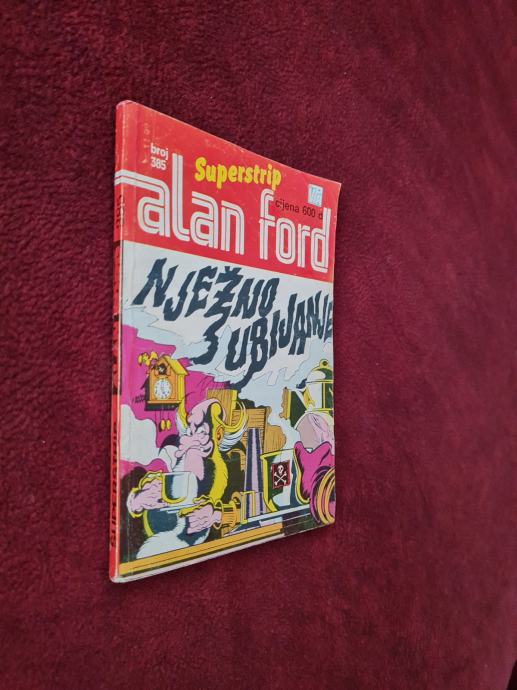 broj
385
Superstrip
cijena 600 d
alan ford
NJEŽNO
UBIJANJE